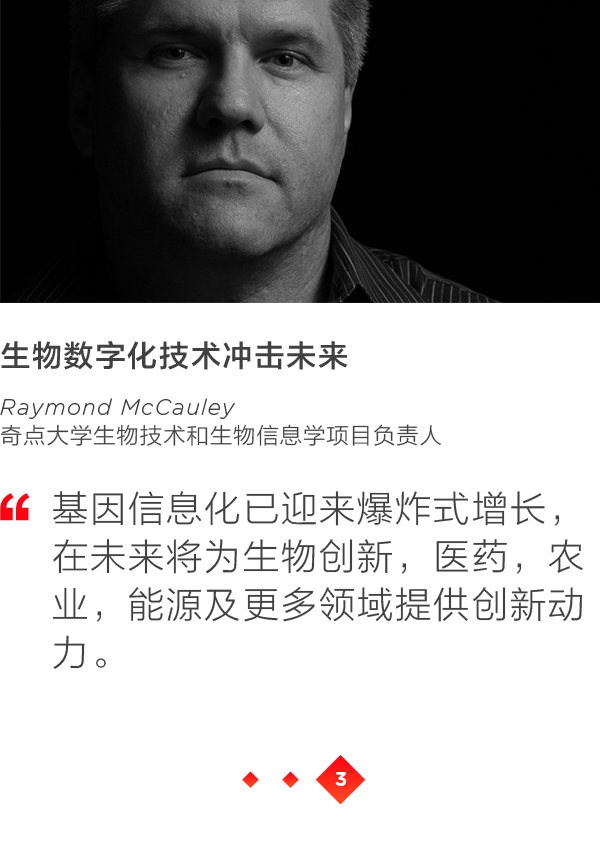 生物数字化技术冲击未来
Raymond McCauley
奇点大学生物技术和生物信息学项目负责人
“ 基因信息化已迎来爆炸式增长，
在未来将为生物创新，医药，农
业，能源及更多领域提供创新动
力。
3